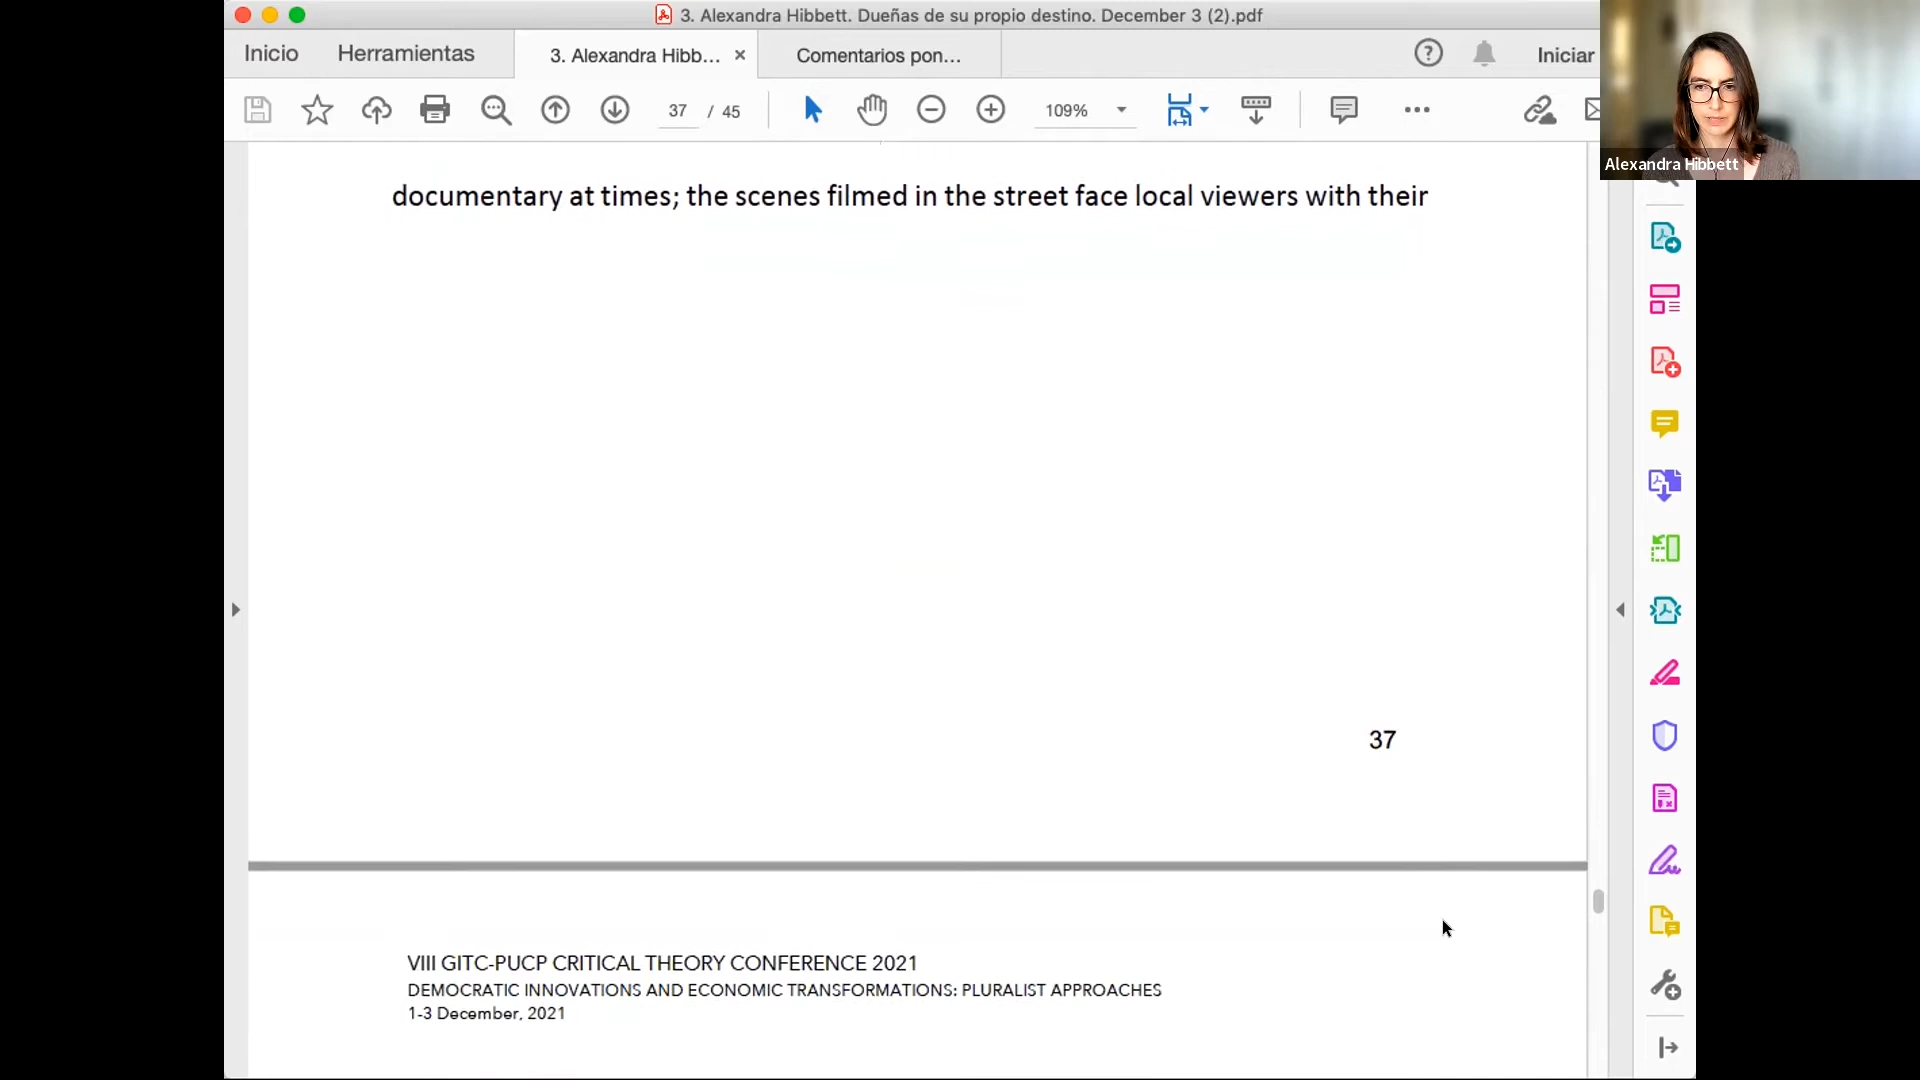 3. Alexandra Hibbett. Dueñas de su propio destino. December 3 (2).pdf
Inicio
Herramientas
3. Alexandra Hibb...
Comentarios pon...
Iniciar
37 / 45
109%
Alexandra Hibbett
documentary at times; the scenes filmed in the street face local viewers with their
37
VIII GITC-PUCP CRITICAL THEORY CONFERENCE 2021
DEMOCRATIC INNOVATIONS AND ECONOMIC TRANSFORMATIONS: PLURALIST APPROACHES
1-3 December, 2021